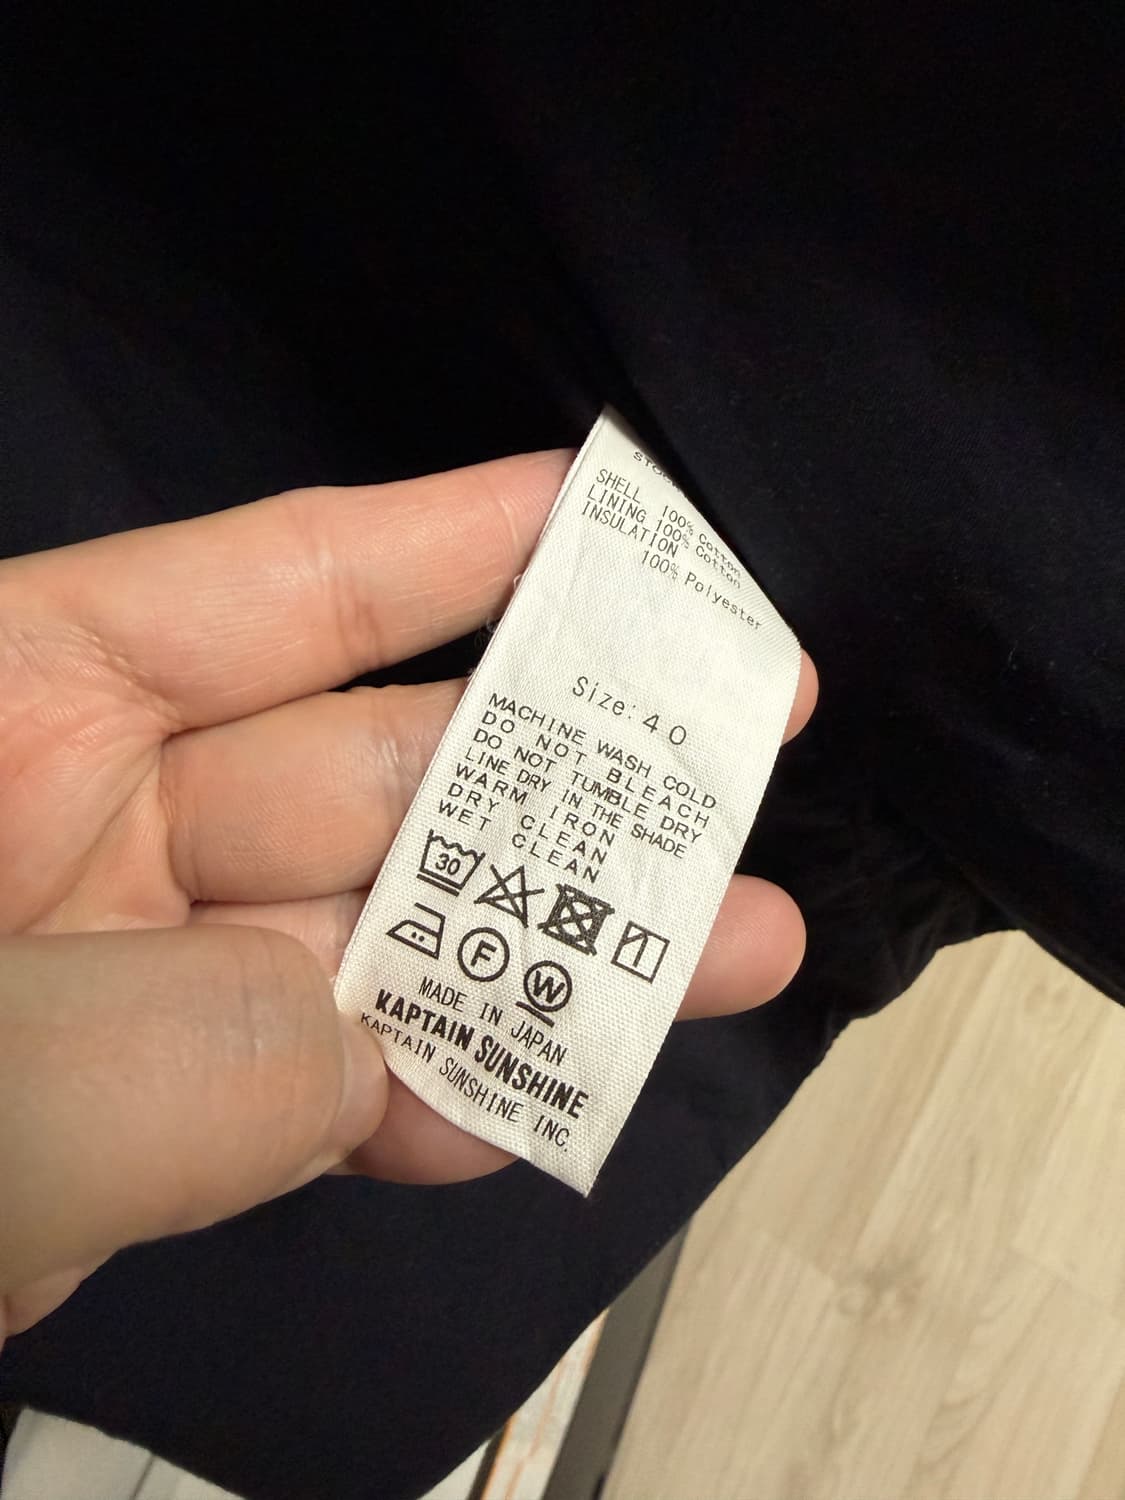 SHELL 100% Cotton
LINING 100% Cotton
INSULATION
100% Polyester
Size: 40
MACHINE WASH COLD
DO NOT BLEACH
DO NOT TUMBLE DRY
LINE DRY IN THE SHADE
WARM IRON
DRY CLEAN
WET CLEAN
30
F W
MADE IN JAPAN
KAPTAIN SUNSHINE
KAPTAIN SUNSHINE INC.